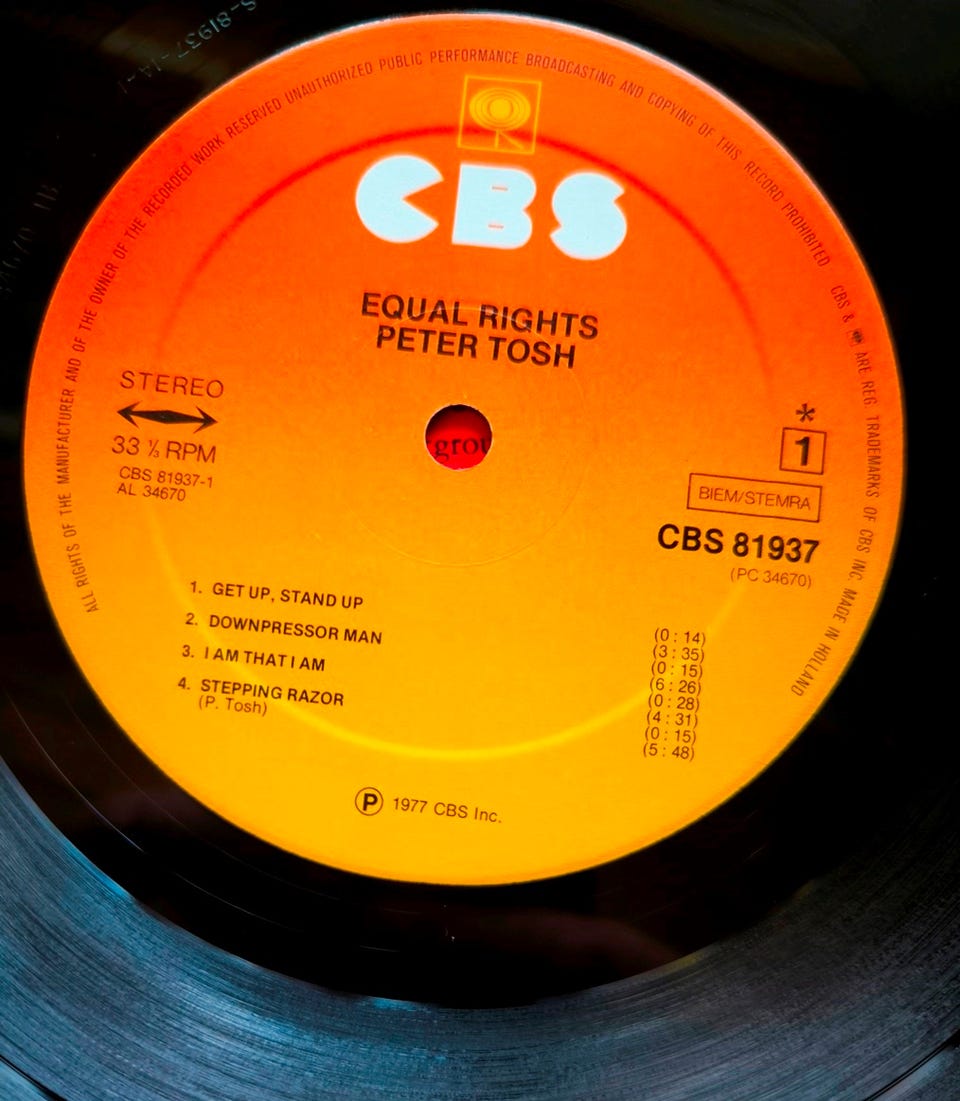 S-81937-1A-
ALL RIGHTS OF THE MANUFACTURER AND OF THE OWNER OF THE RECORDED WORK RESERVED UNAUTHORIZED PUBLIC PERFORMANCE BROADCASTING AND COPYING OF THIS RECORD PROHIBITED CBS & ARE REG. TRADEMARKS OF CBS INC. MADE IN HOLLAND
CBS
EQUAL RIGHTS
PETER TOSH
STEREO
33 ⅓ RPM
CBS 81937-1
AL 34670
grou
*
1
BIEM/STEMRA
CBS 81937
(PC 34670)
1. GET UP, STAND UP
2. DOWNPRESSOR MAN
3. I AM THAT I AM
4. STEPPING RAZOR
(P. Tosh)
(0 : 14)
(3 : 35)
(0 : 15)
(6 : 26)
(0 : 28)
(4 : 31)
(0 : 15)
(5 : 48)
Ⓟ 1977 CBS Inc.